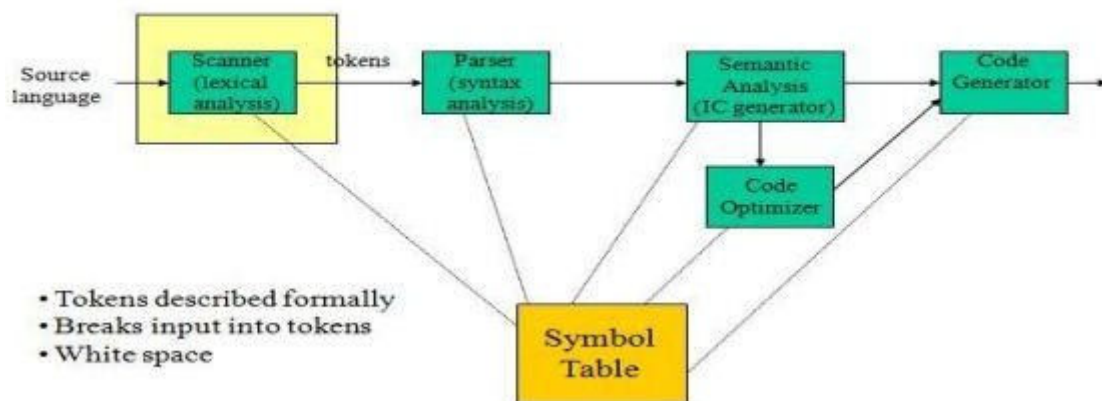 Source
language
Scanner
(lexical
analysis)
tokens
Parser
(syntax
analysis)
Semantic
Analysis
(IC generator)
Code
Generator
Code
Optimizer
• Tokens described formally
• Breaks input into tokens
• White space
Symbol
Table